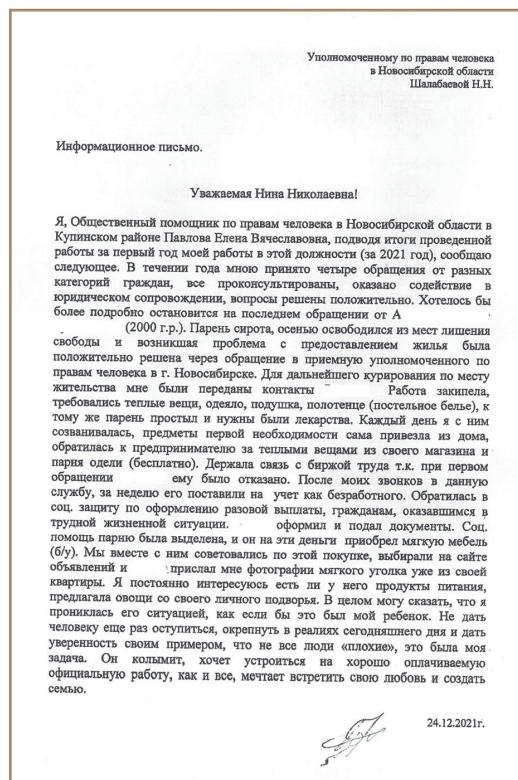 Уполномоченному по правам человека
в Новосибирской области
Шалабаевой Н.Н.
Информационное письмо.
Уважаемая Нина Николаевна!
Я, Общественный помощник по правам человека в Новосибирской области в
Купинском районе Павлова Елена Вячеславовна, подводя итоги проведенной
работы за первый год моей работы в этой должности (за 2021 год), сообщаю
следующее. В течении года мною принято четыре обращения от разных
категорий граждан, все проконсультированы, оказано содействие в
юридическом сопровождении, вопросы решены положительно. Хотелось бы
более подробно остановится на последнем обращении от А
(2000 г.р.). Парень сирота, осенью освободился из мест лишения
свободы и возникшая проблема с предоставлением жилья была
положительно решена через обращение в приемную уполномоченного по
правам человека в г. Новосибирске. Для дальнейшего курирования по месту
жительства мне были переданы контакты Работа закипела,
требовались теплые вещи, одеяло, подушка, полотенце (постельное белье), к
тому же парень простыл и нужны были лекарства. Каждый день я с ним
созванивалась, предметы первой необходимости сама привезла из дома,
обратилась к предпринимателю за теплыми вещами из своего магазина и
парня одели (бесплатно). Держала связь с биржой труда т.к. при первом
обращении ему было отказано. После моих звонков в данную
службу, за неделю его поставили на учет как безработного. Обратилась в
соц. защиту по оформлению разовой выплаты, гражданам, оказавшимся в
трудной жизненной ситуации. оформил и подал документы. Соц.
помощь парню была выделена, и он на эти деньги приобрел мягкую мебель
(б/у). Мы вместе с ним советовались по этой покупке, выбирали на сайте
объявлений и прислал мне фотографии мягкого уголка уже из своей
квартиры. Я постоянно интересуюсь есть ли у него продукты питания,
предлагала овощи со своего личного подворья. В целом могу сказать, что я
прониклась его ситуацией, как если бы это был мой ребенок. Не дать
человеку еще раз оступиться, окрепнуть в реалиях сегодняшнего дня и дать
уверенность своим примером, что не все люди «плохие», это была моя
задача. Он колымит, хочет устроиться на хорошо оплачиваемую
официальную работу, как и все, мечтает встретить свою любовь и создать
семью.
24.12.2021г.